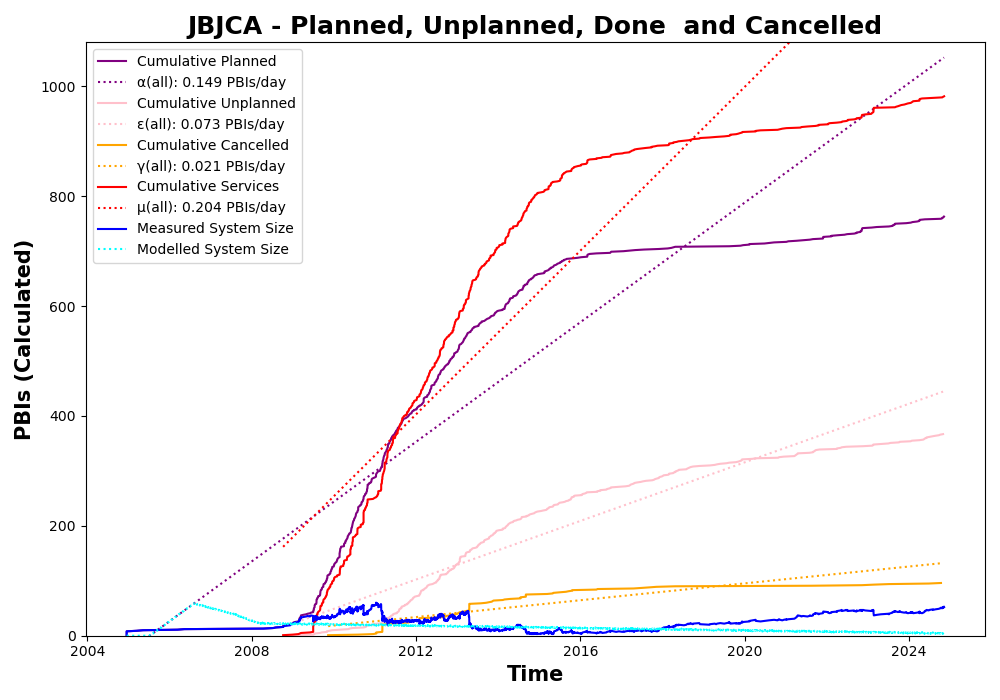 JBJCA - Planned, Unplanned, Done  and Cancelled
PBIs (Calculated)
1000
800
600
400
200
0
Cumulative Planned
α(all): 0.149 PBIs/day
Cumulative Unplanned
ε(all): 0.073 PBIs/day
Cumulative Cancelled
γ(all): 0.021 PBIs/day
Cumulative Services
μ(all): 0.204 PBIs/day
Measured System Size
Modelled System Size
2004 2008 2012 2016 2020 2024
Time